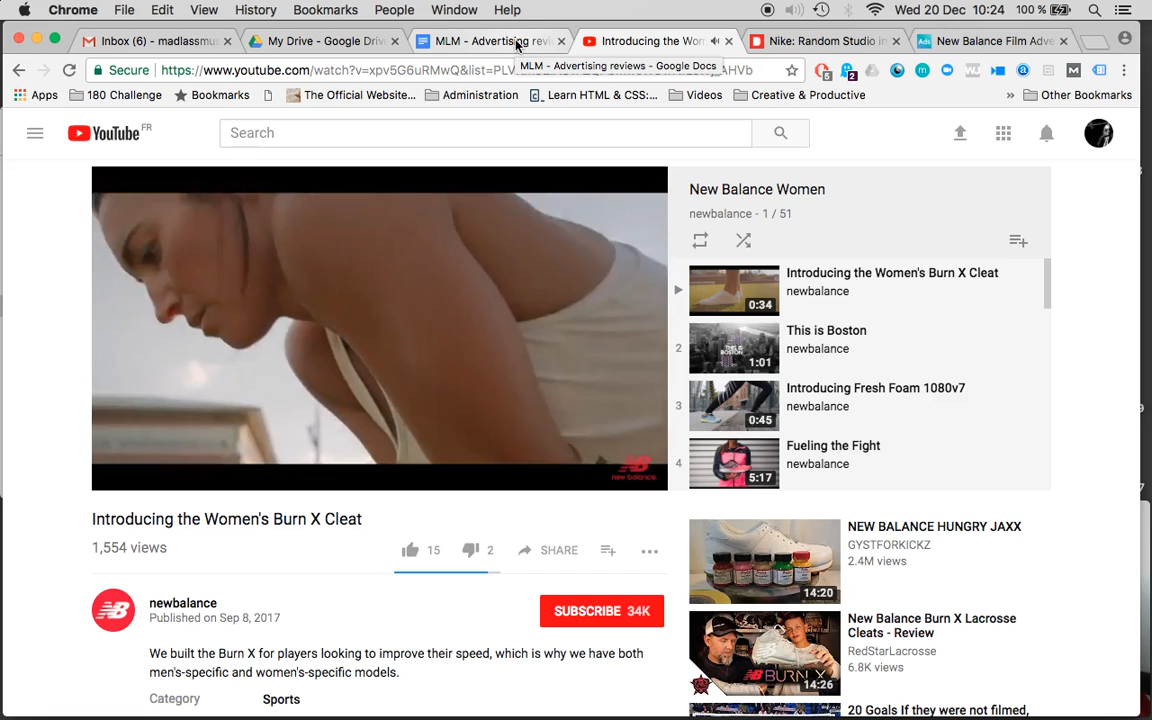 Chrome File Edit View History Bookmarks People Window Help Wed 20 Dec 10:24 100 %
Inbox (6) - madlassmu My Drive - Google Driv MLM - Advertising revi Introducing the Wom Nike: Random Studio in New Balance Film Adve
Secure https://www.youtube.com/watch?v=xpv5G6uRMwQ&list=PLV AHVb
MLM - Advertising reviews - Google Docs
Apps 180 Challenge Bookmarks The Official Website... Administration Learn HTML & CSS:... Videos Creative & Productive » Other Bookmarks
YouTube FR
Search
New Balance Women
newbalance - 1 / 51
Introducing the Women's Burn X Cleat
newbalance
0:34
2
This is Boston
newbalance
THIS IS BOSTON
1:01
3
Introducing Fresh Foam 1080v7
newbalance
0:45
4
Fueling the Fight
newbalance
5:17
new balance
Introducing the Women's Burn X Cleat
1,554 views
15 2 SHARE
newbalance
Published on Sep 8, 2017
SUBSCRIBE 34K
We built the Burn X for players looking to improve their speed, which is why we have both
men's-specific and women's-specific models.
Category Sports
NEW BALANCE HUNGRY JAXX
GYSTFORKICKZ
2.4M views
14:20
New Balance Burn X Lacrosse
Cleats - Review
RedStarLacrosse
6.8K views
BURN X
14:26
20 Goals If they were not filmed,